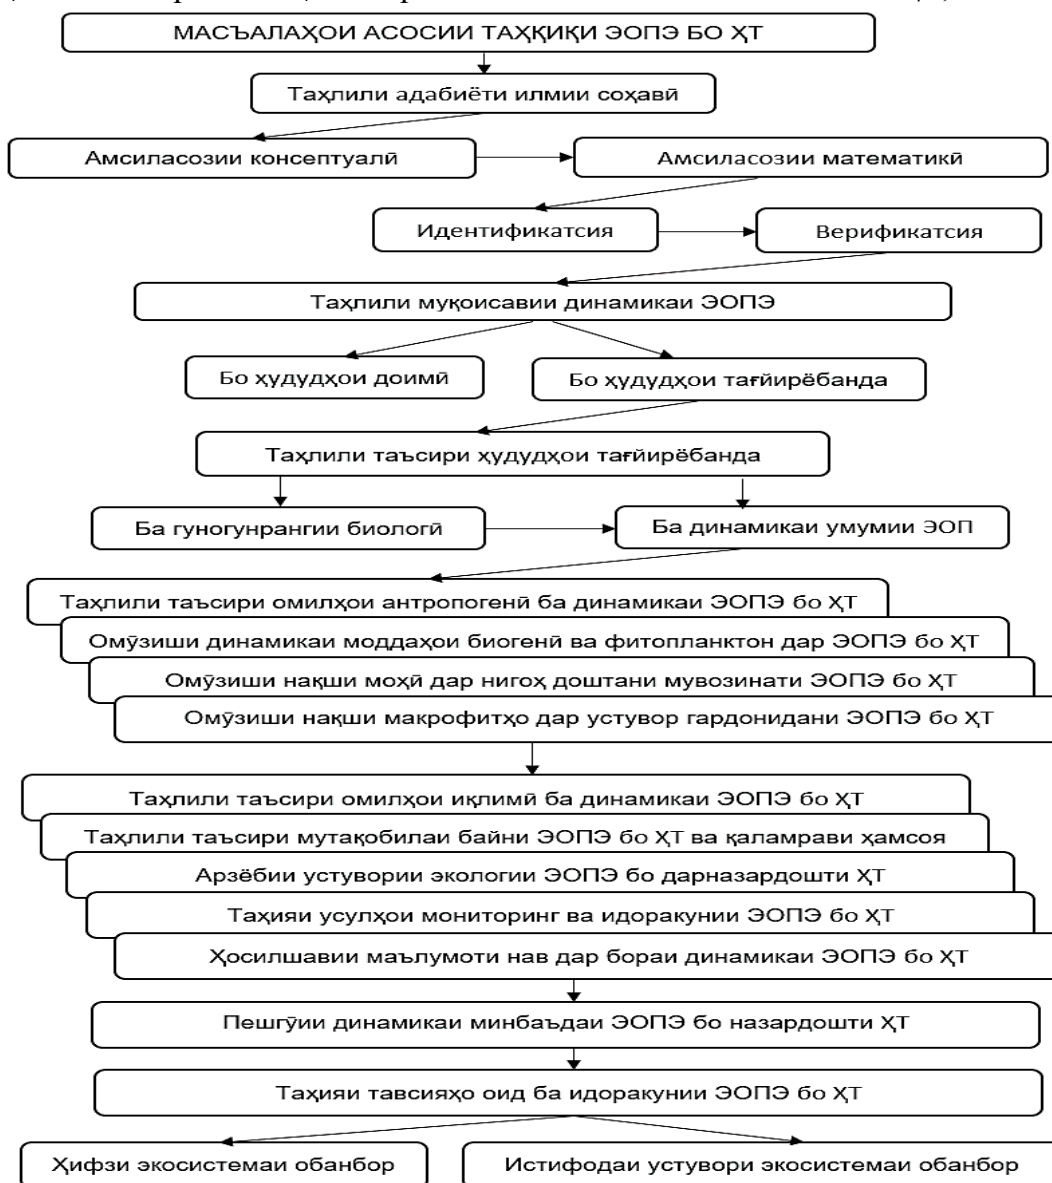 МАСЪАЛАҲОИ АСОСИИ ТАҲҚИҚИ ЭОПЭ БО ҲТ
Таҳлили адабиёти илмии соҳавӣ
Амсиласозии консептуалӣ
Амсиласозии математикӣ
Идентификатсия
Верификатсия
Таҳлили муқоисавии динамикаи ЭОПЭ
Бо ҳудудҳои доимӣ
Бо ҳудудҳои тағйирёбанда
Таҳлили таъсири ҳудудҳои тағйирёбанда
Ба гуногунрангии биологӣ
Ба динамикаи умумии ЭОП
Таҳлили таъсири омилҳои антропогенӣ ба динамикаи ЭОПЭ бо ҲТ
Омӯзиши динамикаи моддаҳои биогенӣ ва фитопланктон дар ЭОПЭ бо ҲТ
Омӯзиши нақши моҳӣ дар нигоҳ доштани мувозинати ЭОПЭ бо ҲТ
Омӯзиши нақши макрофитҳо дар устувор гардонидани ЭОПЭ бо ҲТ
Таҳлили таъсири омилҳои иқлимӣ ба динамикаи ЭОПЭ бо ҲТ
Таҳлили таъсири мутақобилаи байни ЭОПЭ бо ҲТ ва қаламрави ҳамсоя
Арзёбии устувории экологии ЭОПЭ бо дарназардошти ҲТ
Таҳияи усулҳои мониторинг ва идоракунии ЭОПЭ бо ҲТ
Ҳосилшавии маълумоти нав дар бораи динамикаи ЭОПЭ бо ҲТ
Пешгӯии динамикаи минбаъдаи ЭОПЭ бо назардошти ҲТ
Таҳияи тавсияҳо оид ба идоракунии ЭОПЭ бо ҲТ
Ҳифзи экосистемаи обанбор
Истифодаи устувори экосистемаи обанбор